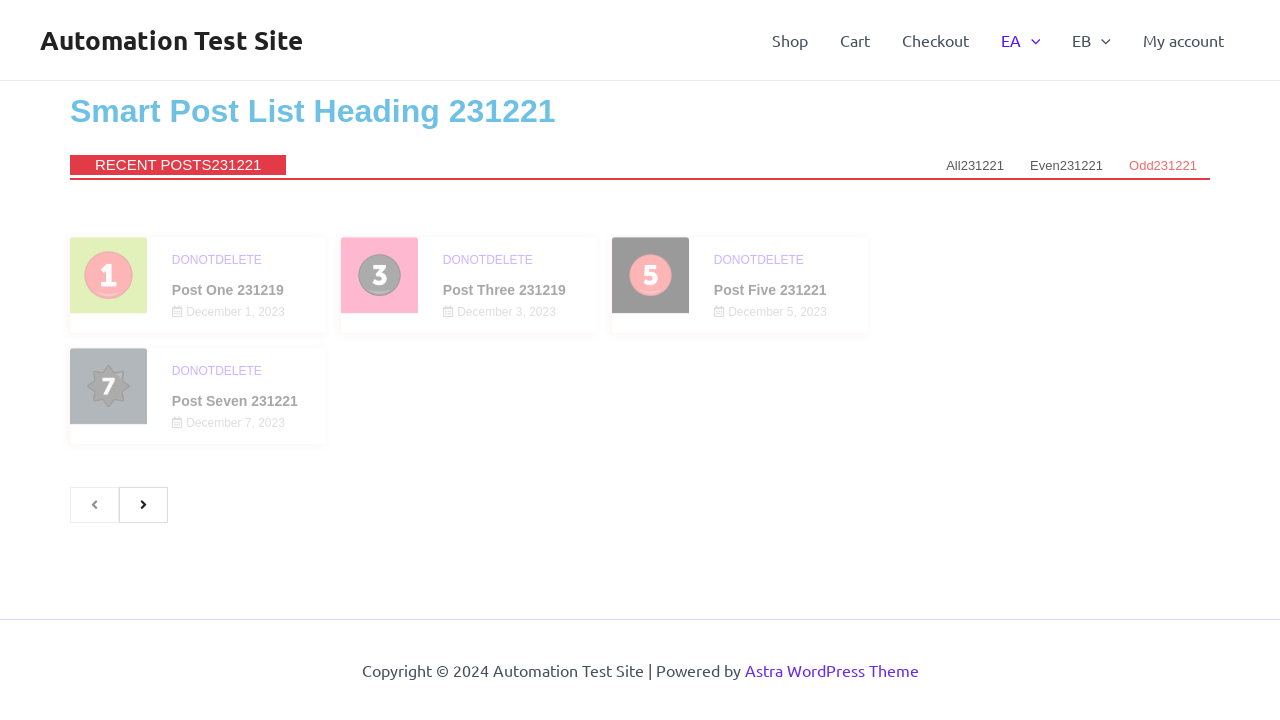 Automation Test Site
Shop Cart Checkout EA EB My account
Smart Post List Heading 231221
RECENT POSTS231221
All231221 Even231221 Odd231221
1
DONOTDELETE
Post One 231219
December 1, 2023
3
DONOTDELETE
Post Three 231219
December 3, 2023
5
DONOTDELETE
Post Five 231221
December 5, 2023
7
DONOTDELETE
Post Seven 231221
December 7, 2023
Copyright © 2024 Automation Test Site | Powered by Astra WordPress Theme